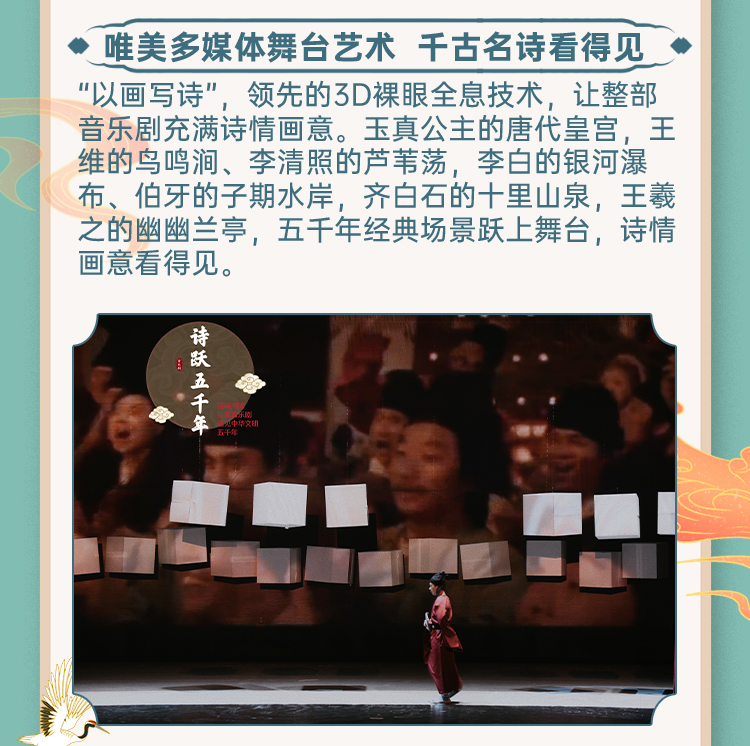 唯美多媒体舞台艺术 千古名诗看得见
“以画写诗”，领先的3D裸眼全息技术，让整部
音乐剧充满诗情画意。玉真公主的唐代皇宫，王
维的鸟鸣涧、李清照的芦苇荡，李白的银河瀑
布、伯牙的子期水岸，齐白石的十里山泉，王羲
之的幽幽兰亭，五千年经典场景跃上舞台，诗情
画意看得见。
诗跃五千年
五千年